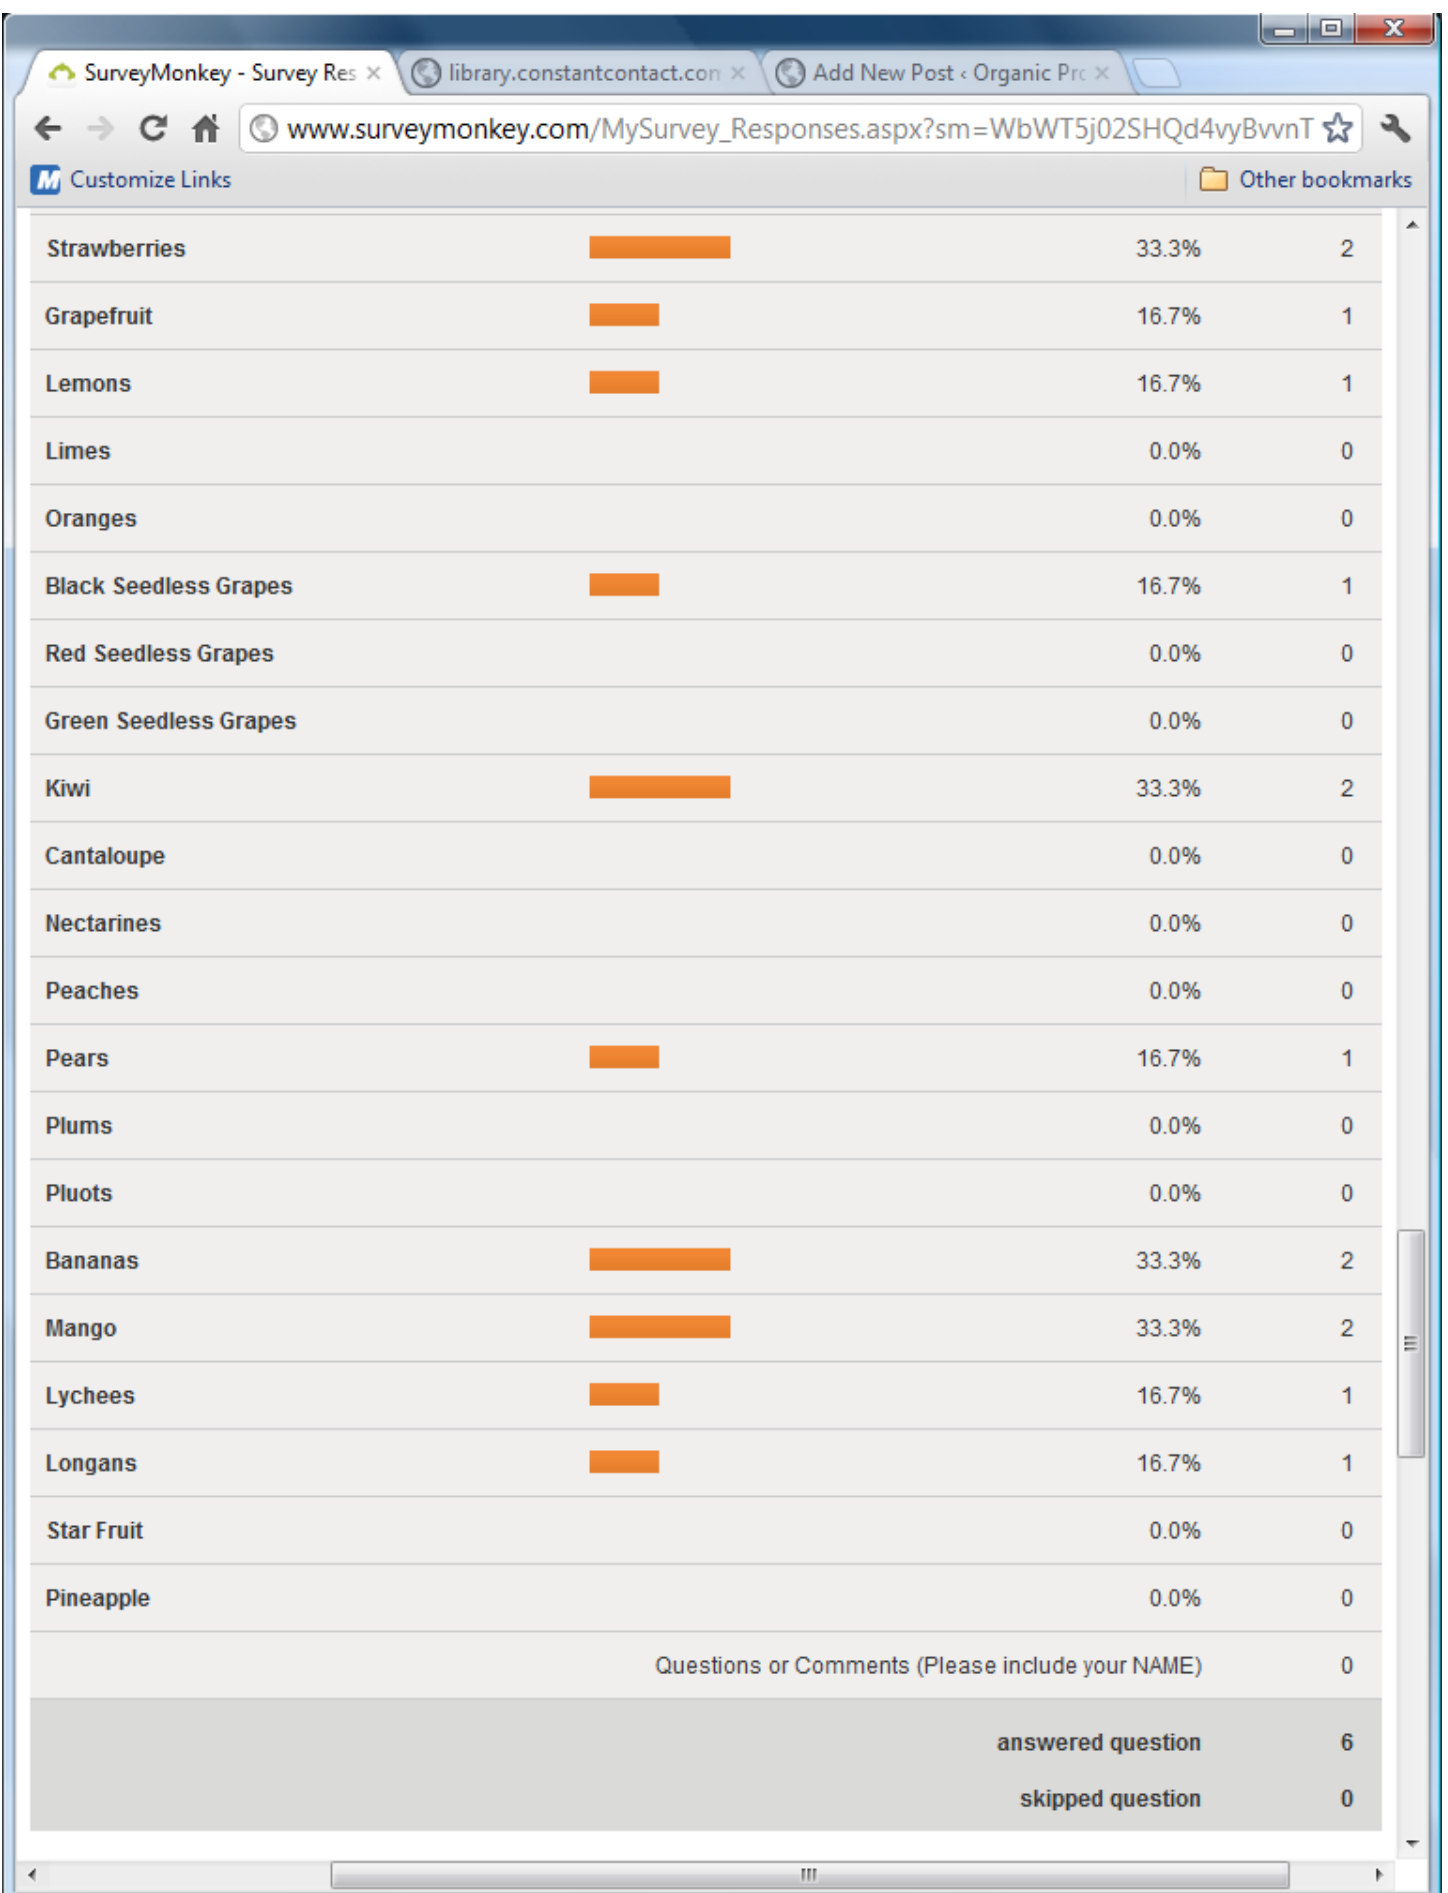 SurveyMonkey - Survey Res
library.constantcontact.con
Add New Post ‹ Organic Pro
www.surveymonkey.com/MySurvey_Responses.aspx?sm=WbWT5j02SHQd4vyBvvnT
Customize Links
Other bookmarks
Strawberries 33.3% 2
Grapefruit 16.7% 1
Lemons 16.7% 1
Limes 0.0% 0
Oranges 0.0% 0
Black Seedless Grapes 16.7% 1
Red Seedless Grapes 0.0% 0
Green Seedless Grapes 0.0% 0
Kiwi 33.3% 2
Cantaloupe 0.0% 0
Nectarines 0.0% 0
Peaches 0.0% 0
Pears 16.7% 1
Plums 0.0% 0
Pluots 0.0% 0
Bananas 33.3% 2
Mango 33.3% 2
Lychees 16.7% 1
Longans 16.7% 1
Star Fruit 0.0% 0
Pineapple 0.0% 0
Questions or Comments (Please include your NAME) 0
answered question 6
skipped question 0